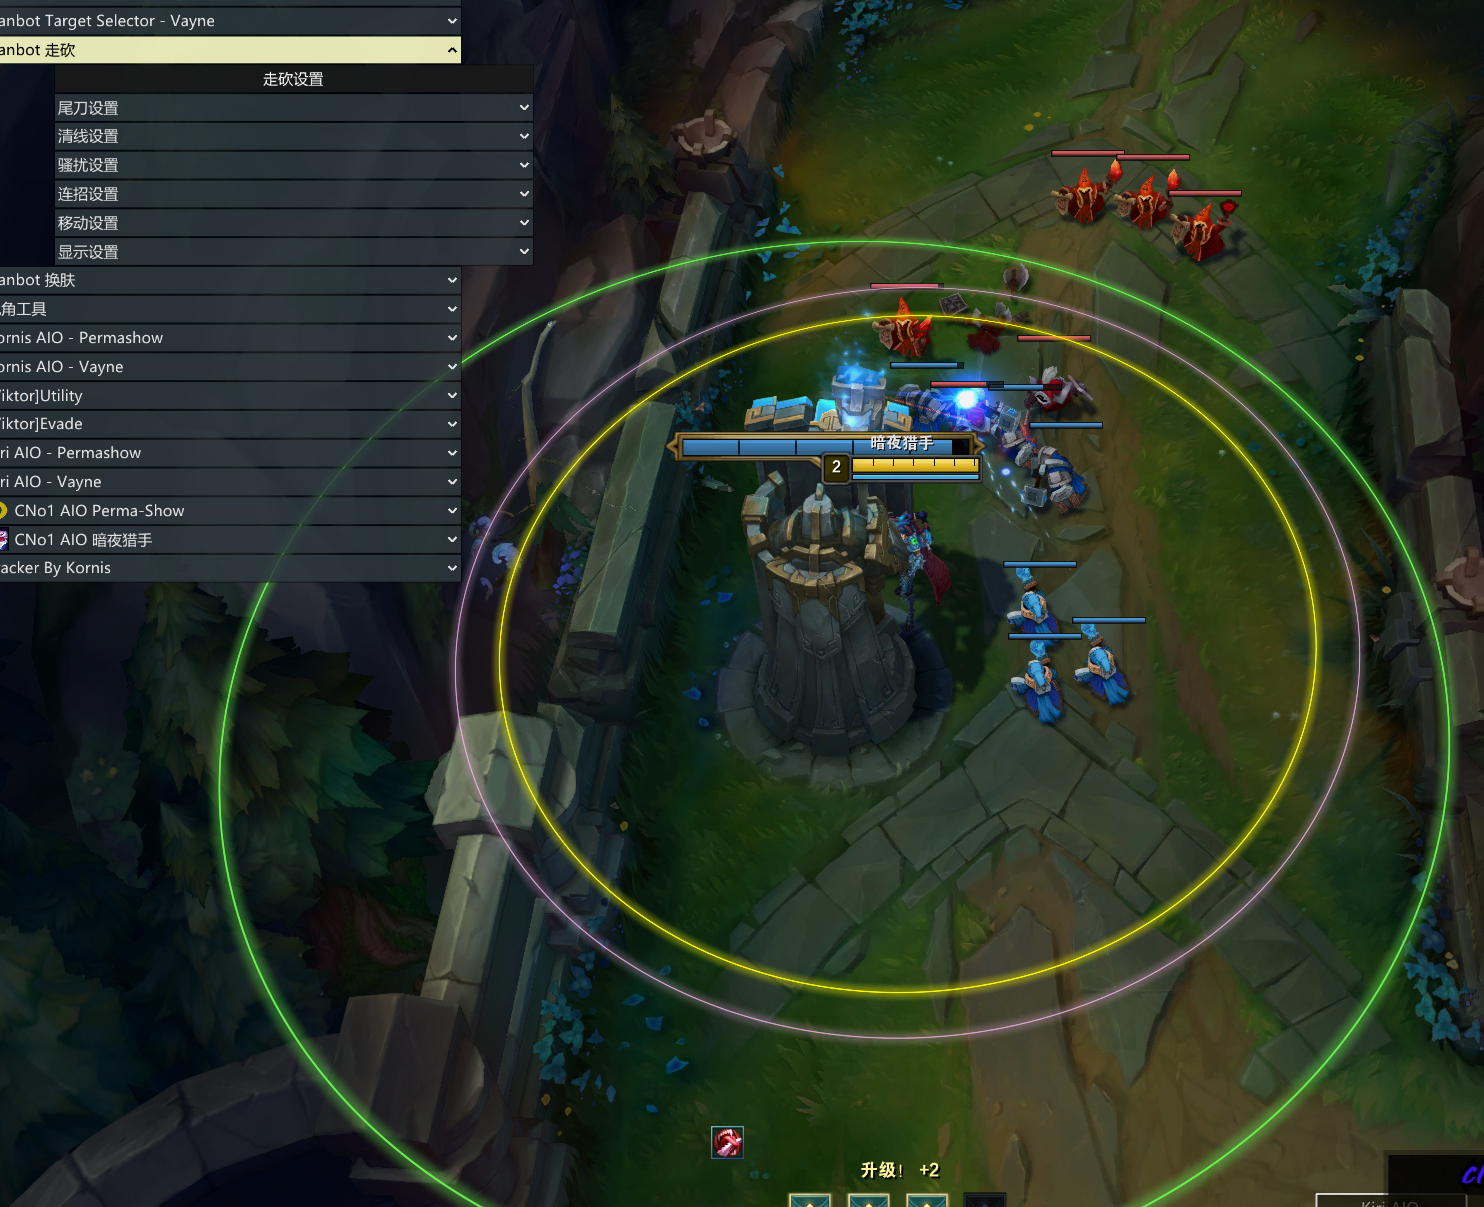 anbot Target Selector - Vayne
anbot 走砍
走砍设置
尾刀设置
清线设置
骚扰设置
连招设置
移动设置
显示设置
anbot 换肤
角工具
ornis AIO - Permashow
ornis AIO - Vayne
iktor]Utility
iktor]Evade
ri AIO - Permashow
ri AIO - Vayne
CNo1 AIO Perma-Show
CNo1 AIO 暗夜猎手
acker By Kornis
暗夜猎手
2
升级! +2
Kiri AIO